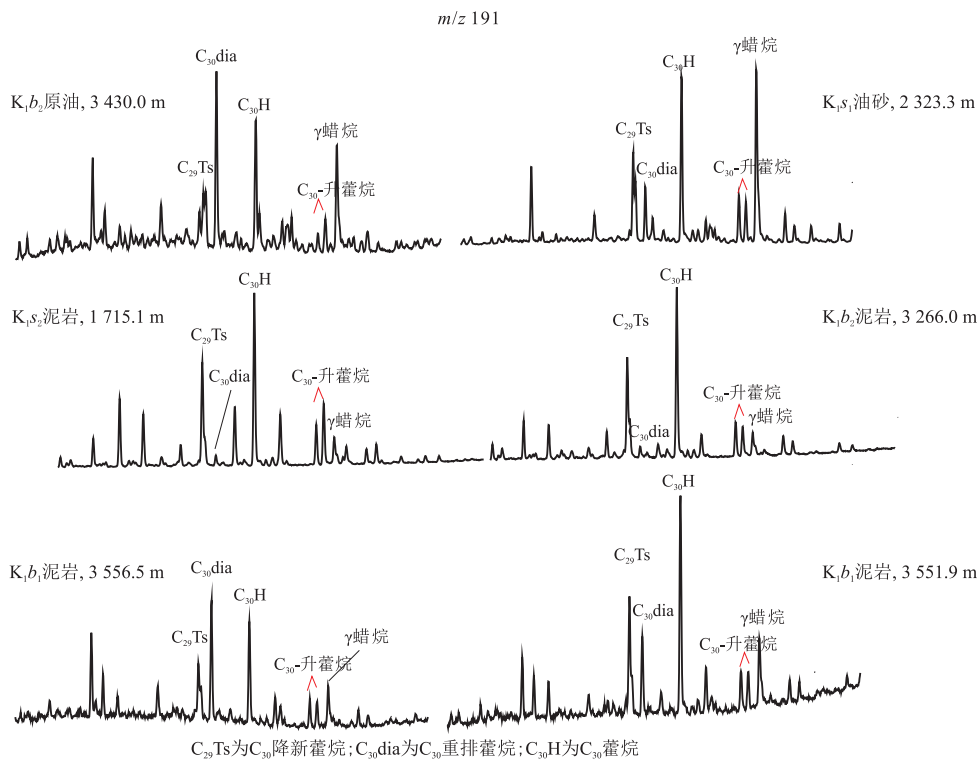 m/z 191
K₁b₂原油, 3 430.0 m
C₃₀dia
C₃₀H
C₂₉Ts
γ蜡烷
C₃₀-升藿烷
K₁s₁油砂, 2 323.3 m
γ蜡烷
C₃₀H
C₂₉Ts
C₃₀-升藿烷
C₃₀dia
K₁s₂泥岩, 1 715.1 m
C₃₀H
C₂₉Ts
C₃₀dia
C₃₀-升藿烷
γ蜡烷
K₁b₂泥岩, 3 266.0 m
C₃₀H
C₂₉Ts
C₃₀-升藿烷
γ蜡烷
C₃₀dia
K₁b₁泥岩, 3 556.5 m
C₃₀dia
C₃₀H
C₂₉Ts
γ蜡烷
C₃₀-升藿烷
K₁b₁泥岩, 3 551.9 m
C₃₀H
C₂₉Ts
C₃₀dia
γ蜡烷
C₃₀-升藿烷
C₂₉Ts为C₃₀降新藿烷;C₃₀dia为C₃₀重排藿烷;C₃₀H为C₃₀藿烷